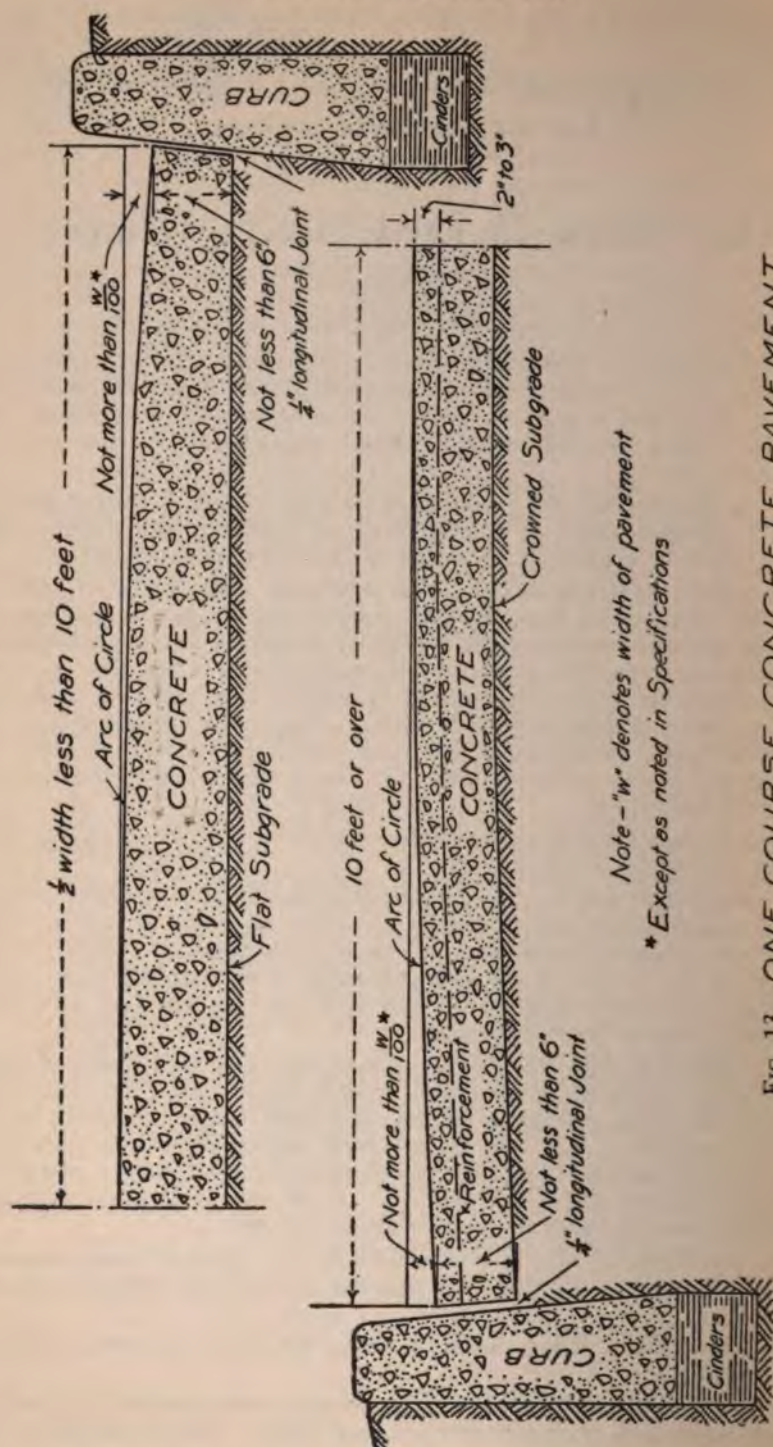 ½ width less than 10 feet
Arc of Circle
Not more than W/100*
CURB
CONCRETE
Cinders
Flat Subgrade
Not less than 6"
¼" longitudinal Joint
10 feet or over
2" to 3"
Arc of Circle
Not more than W/100*
Reinforcement
CONCRETE
Crowned Subgrade
CURB
Not less than 6"
¼" longitudinal Joint
Cinders
Note - "w" denotes width of pavement
* Except as noted in Specifications
ONE COURSE CONCRETE PAVEMENT